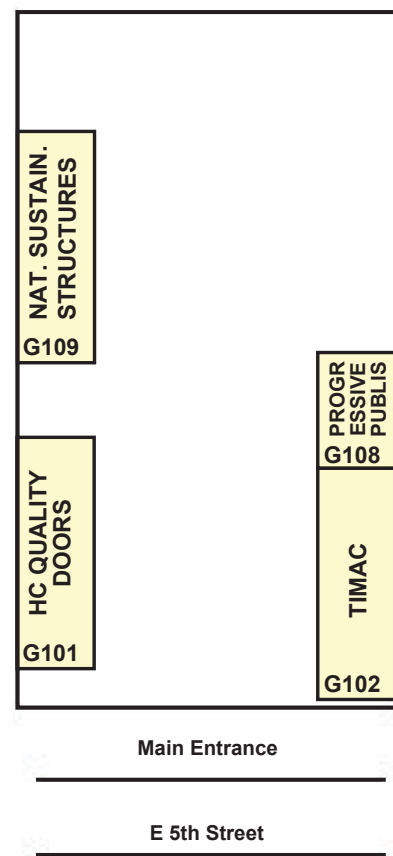 NAT. SUSTAIN.
STRUCTURES
G109
PROGR
ESSIVE
PUBLIS
G108
HC QUALITY
DOORS
G101
TIMAC
G102
Main Entrance
E 5th Street